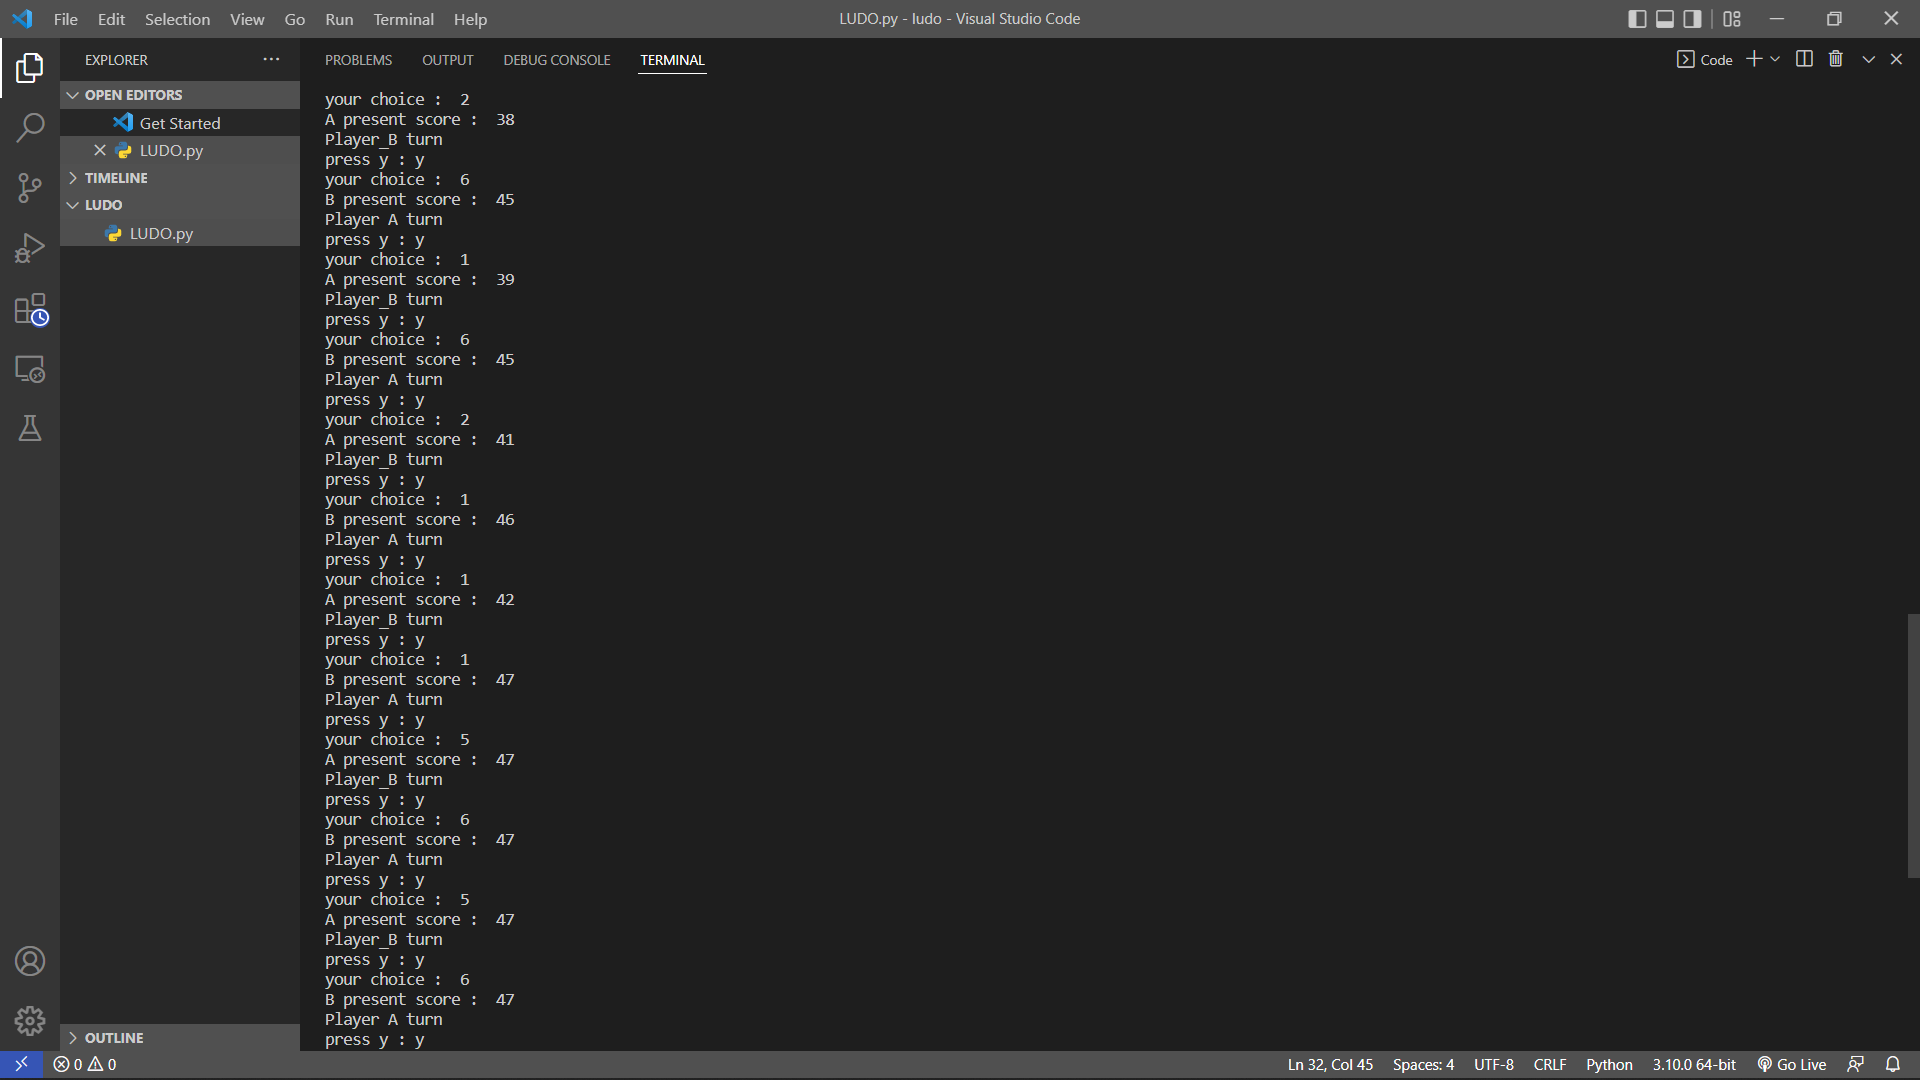 File Edit Selection View Go Run Terminal Help
LUDO.py - ludo - Visual Studio Code
EXPLORER
OPEN EDITORS
Get Started
LUDO.py
TIMELINE
LUDO
LUDO.py
OUTLINE
PROBLEMS OUTPUT DEBUG CONSOLE TERMINAL
Code
your choice :  2
A present score :  38
Player_B turn
press y : y
your choice :  6
B present score :  45
Player A turn
press y : y
your choice :  1
A present score :  39
Player_B turn
press y : y
your choice :  6
B present score :  45
Player A turn
press y : y
your choice :  2
A present score :  41
Player_B turn
press y : y
your choice :  1
B present score :  46
Player A turn
press y : y
your choice :  1
A present score :  42
Player_B turn
press y : y
your choice :  1
B present score :  47
Player A turn
press y : y
your choice :  5
A present score :  47
Player_B turn
press y : y
your choice :  6
B present score :  47
Player A turn
press y : y
your choice :  5
A present score :  47
Player_B turn
press y : y
your choice :  6
B present score :  47
Player A turn
press y : y
0 0
Ln 32, Col 45 Spaces: 4 UTF-8 CRLF Python 3.10.0 64-bit Go Live